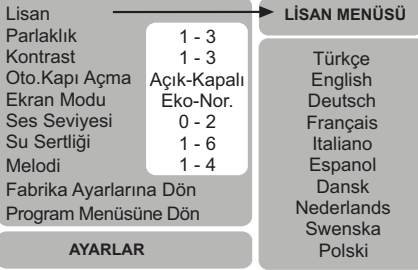 Lisan
Parlaklık 1 - 3
Kontrast 1 - 3
Oto.Kapı Açma Açık-Kapalı
Ekran Modu Eko-Nor.
Ses Seviyesi 0 - 2
Su Sertliği 1 - 6
Melodi 1 - 4
Fabrika Ayarlarına Dön
Program Menüsüne Dön
AYARLAR
LİSAN MENÜSÜ
Türkçe
English
Deutsch
Français
Italiano
Espanol
Dansk
Nederlands
Swenska
Polski